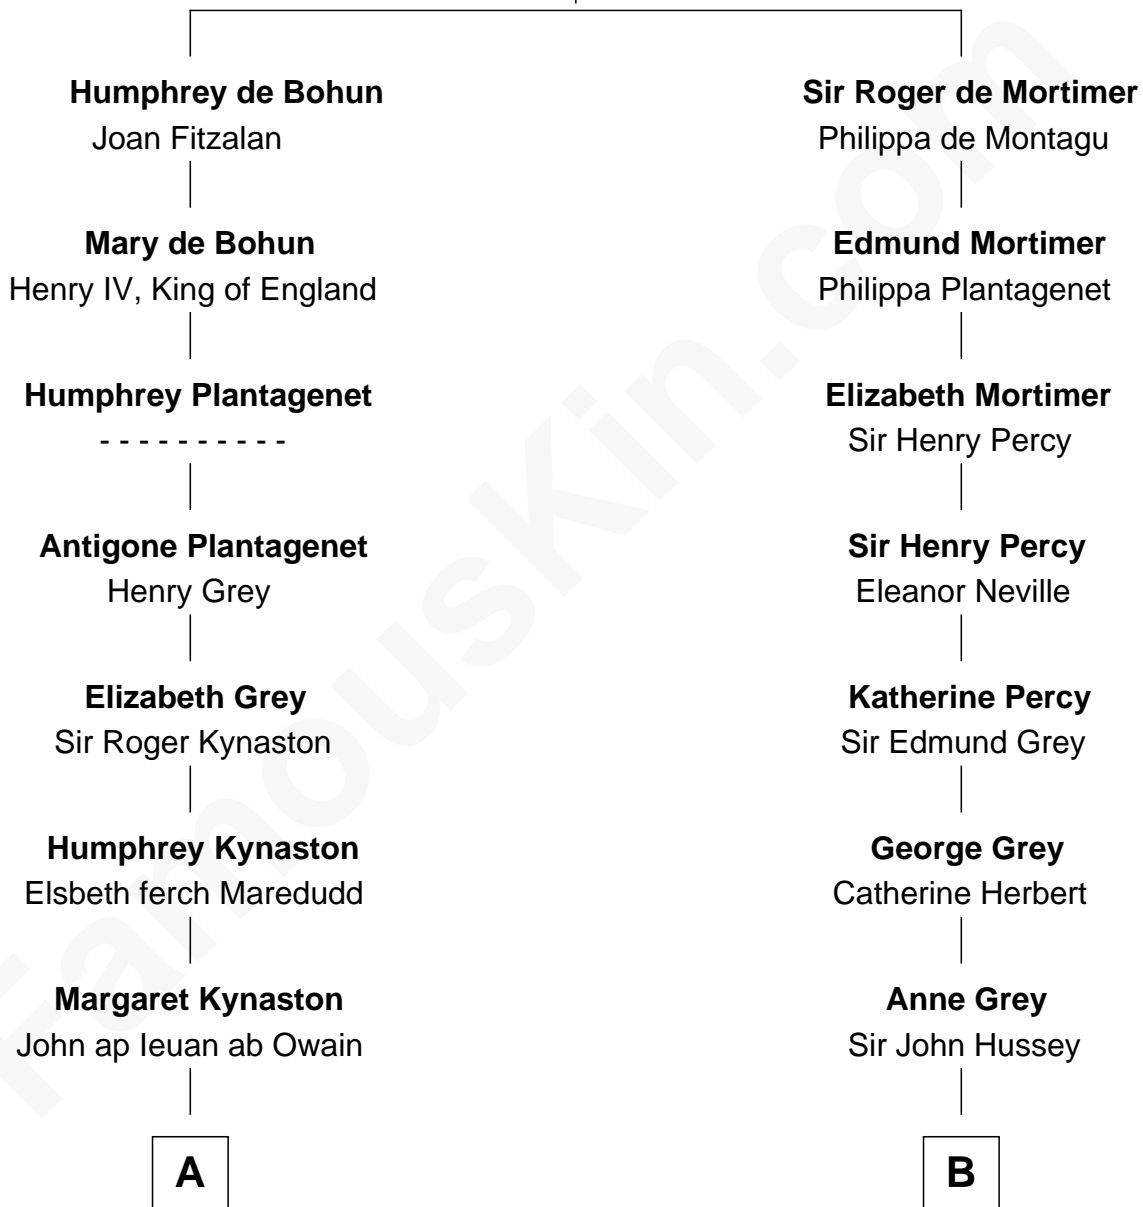 Humphrey de Bohun
Joan Fitzalan
Mary de Bohun
Henry IV, King of England
Humphrey Plantagenet
- - - - - - - - - -
Antigone Plantagenet
Henry Grey
Elizabeth Grey
Sir Roger Kynaston
Humphrey Kynaston
Elsbeth ferch Maredudd
Margaret Kynaston
John ap Ieuan ab Owain
A
Sir Roger de Mortimer
Philippa de Montagu
Edmund Mortimer
Philippa Plantagenet
Elizabeth Mortimer
Sir Henry Percy
Sir Henry Percy
Eleanor Neville
Katherine Percy
Sir Edmund Grey
George Grey
Catherine Herbert
Anne Grey
Sir John Hussey
B
FamousKin.com